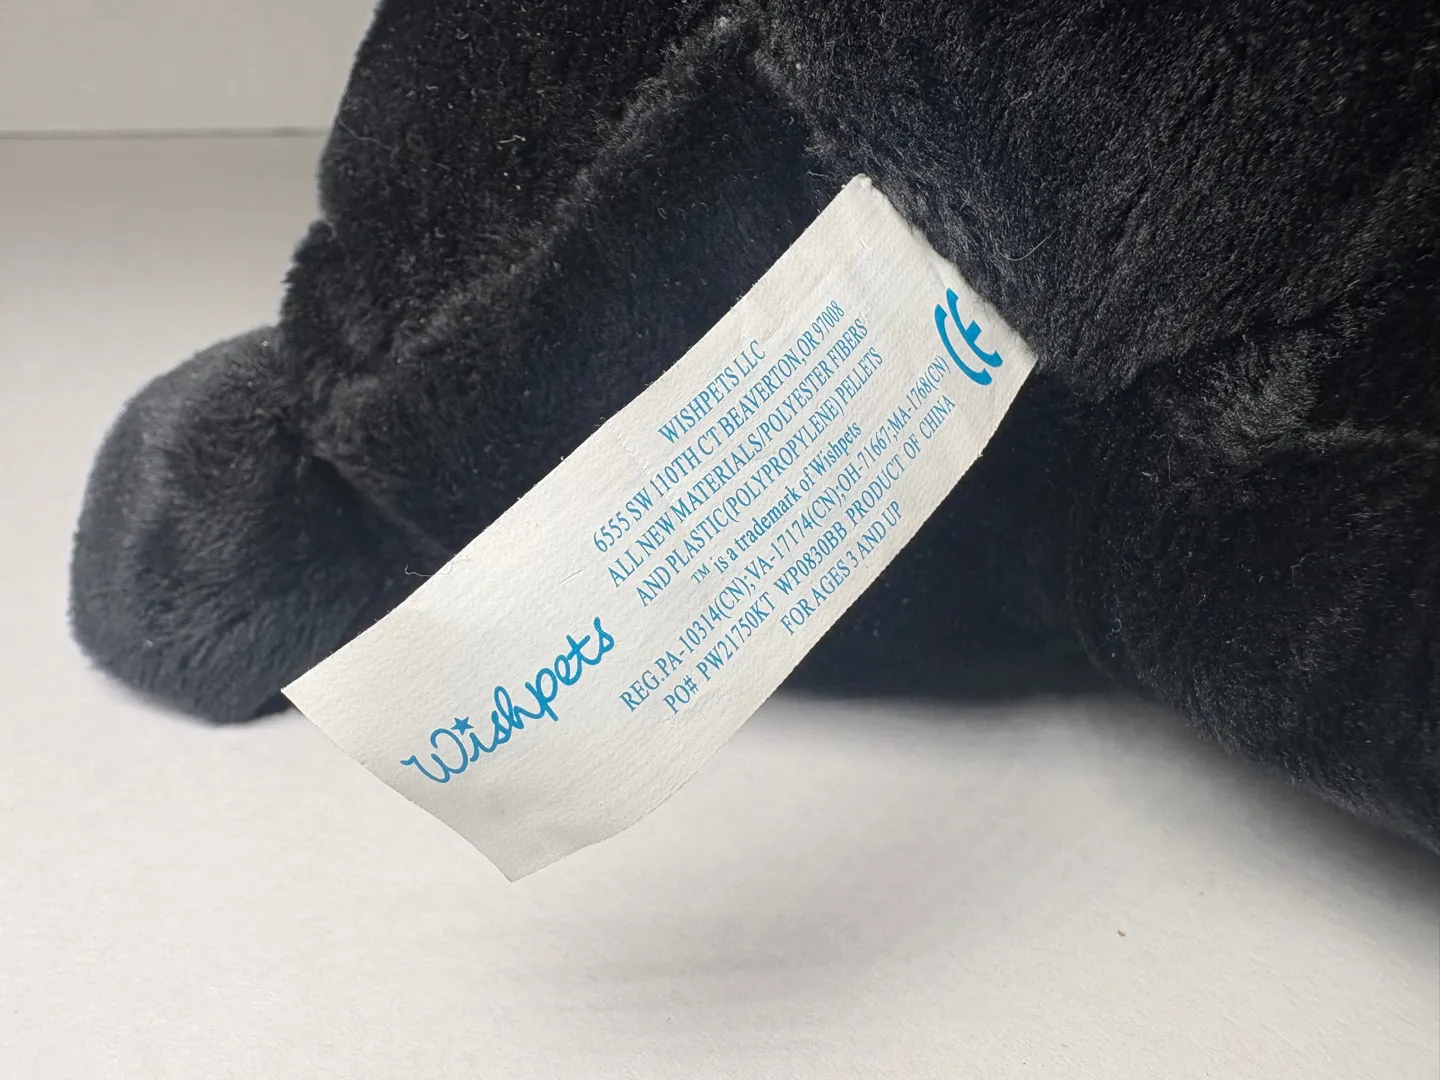 CE
WISHPETS LLC
6555 SW 110TH CT BEAVERTON,OR 97008
ALL NEW MATERIALS/POLYESTER FIBERS
AND PLASTIC(POLYPROPYLENE) PELLETS
™ is a trademark of Wishpets
REG.PA-10314(CN);VA-17174(CN);OH-71667;MA-1768(CN)
PO# PW21750KT WP0830BB PRODUCT OF CHINA
FOR AGES 3 AND UP
Wishpets